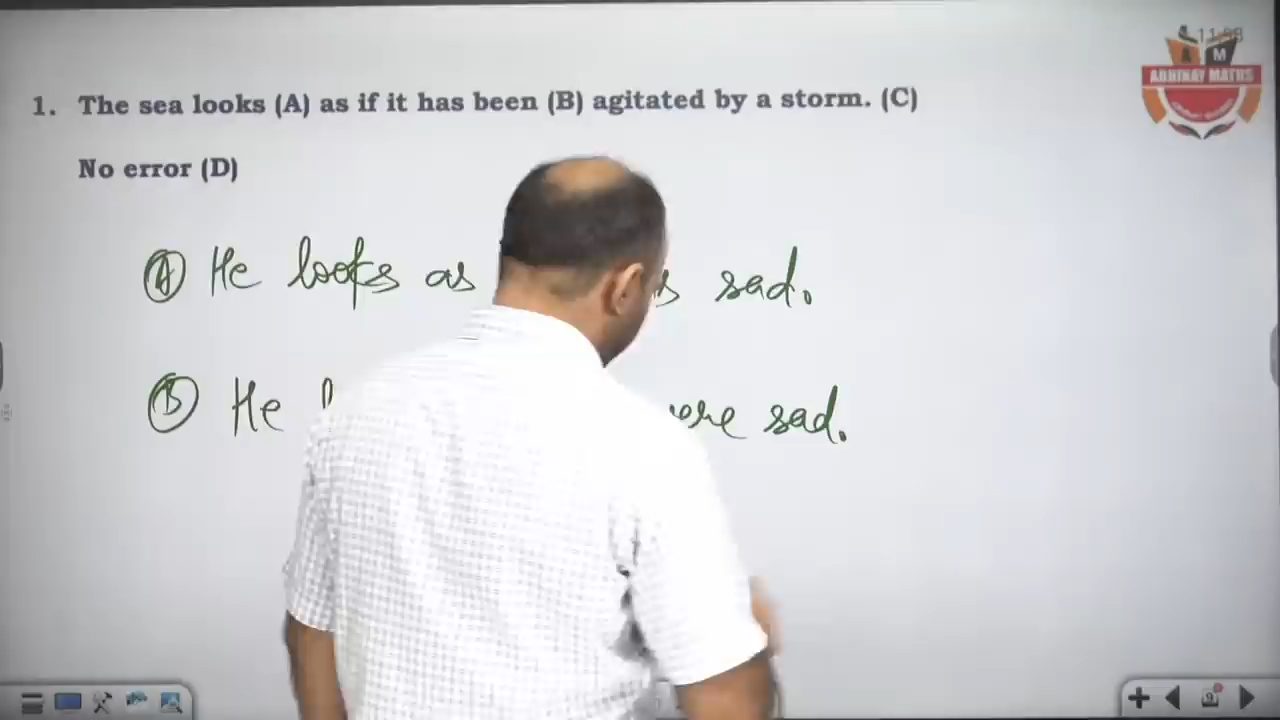 1. The sea looks (A) as if it has been (B) agitated by a storm. (C)
No error (D)
A He looks as sad.
B He sad.
A M
ABHINAY MATHS